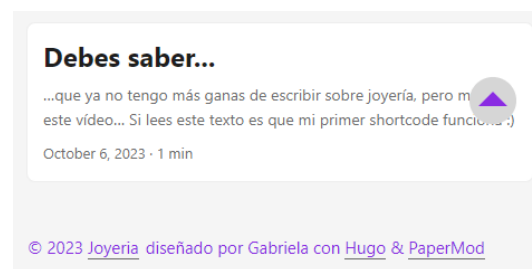 Debes saber...
...que ya no tengo más ganas de escribir sobre joyería, pero
este vídeo... Si lees este texto es que mi primer shortcode funciona :)
October 6, 2023 · 1 min
© 2023 Joyeria diseñado por Gabriela con Hugo & PaperMod